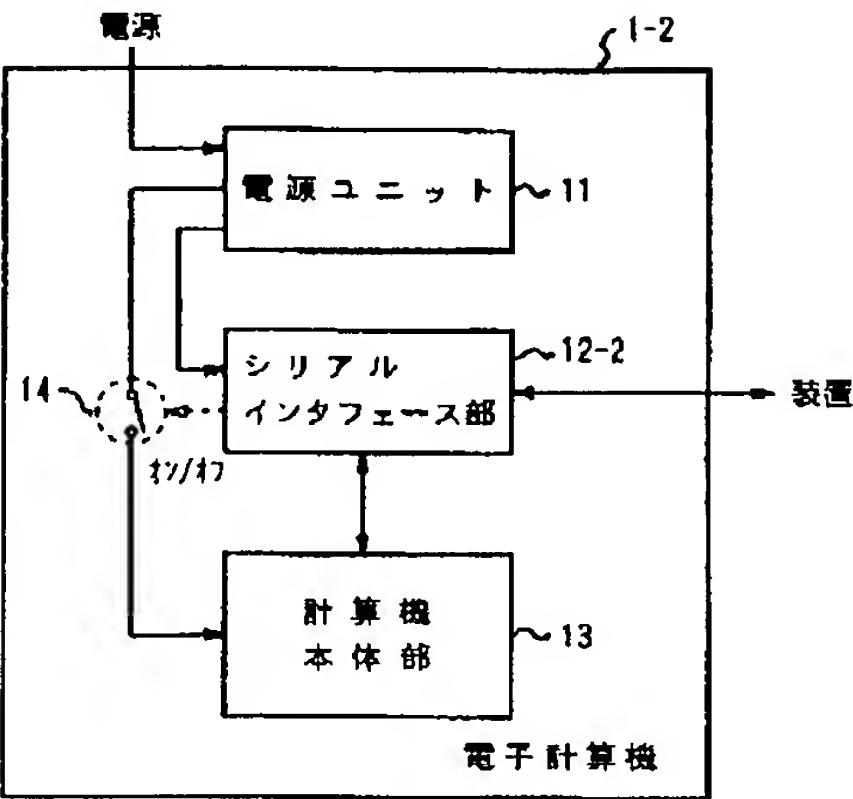 電源
1-2
電源ユニット
11
シリアル
インタフェース部
12-2
装置
14
オン/オフ
計算機
本体部
13
電子計算機